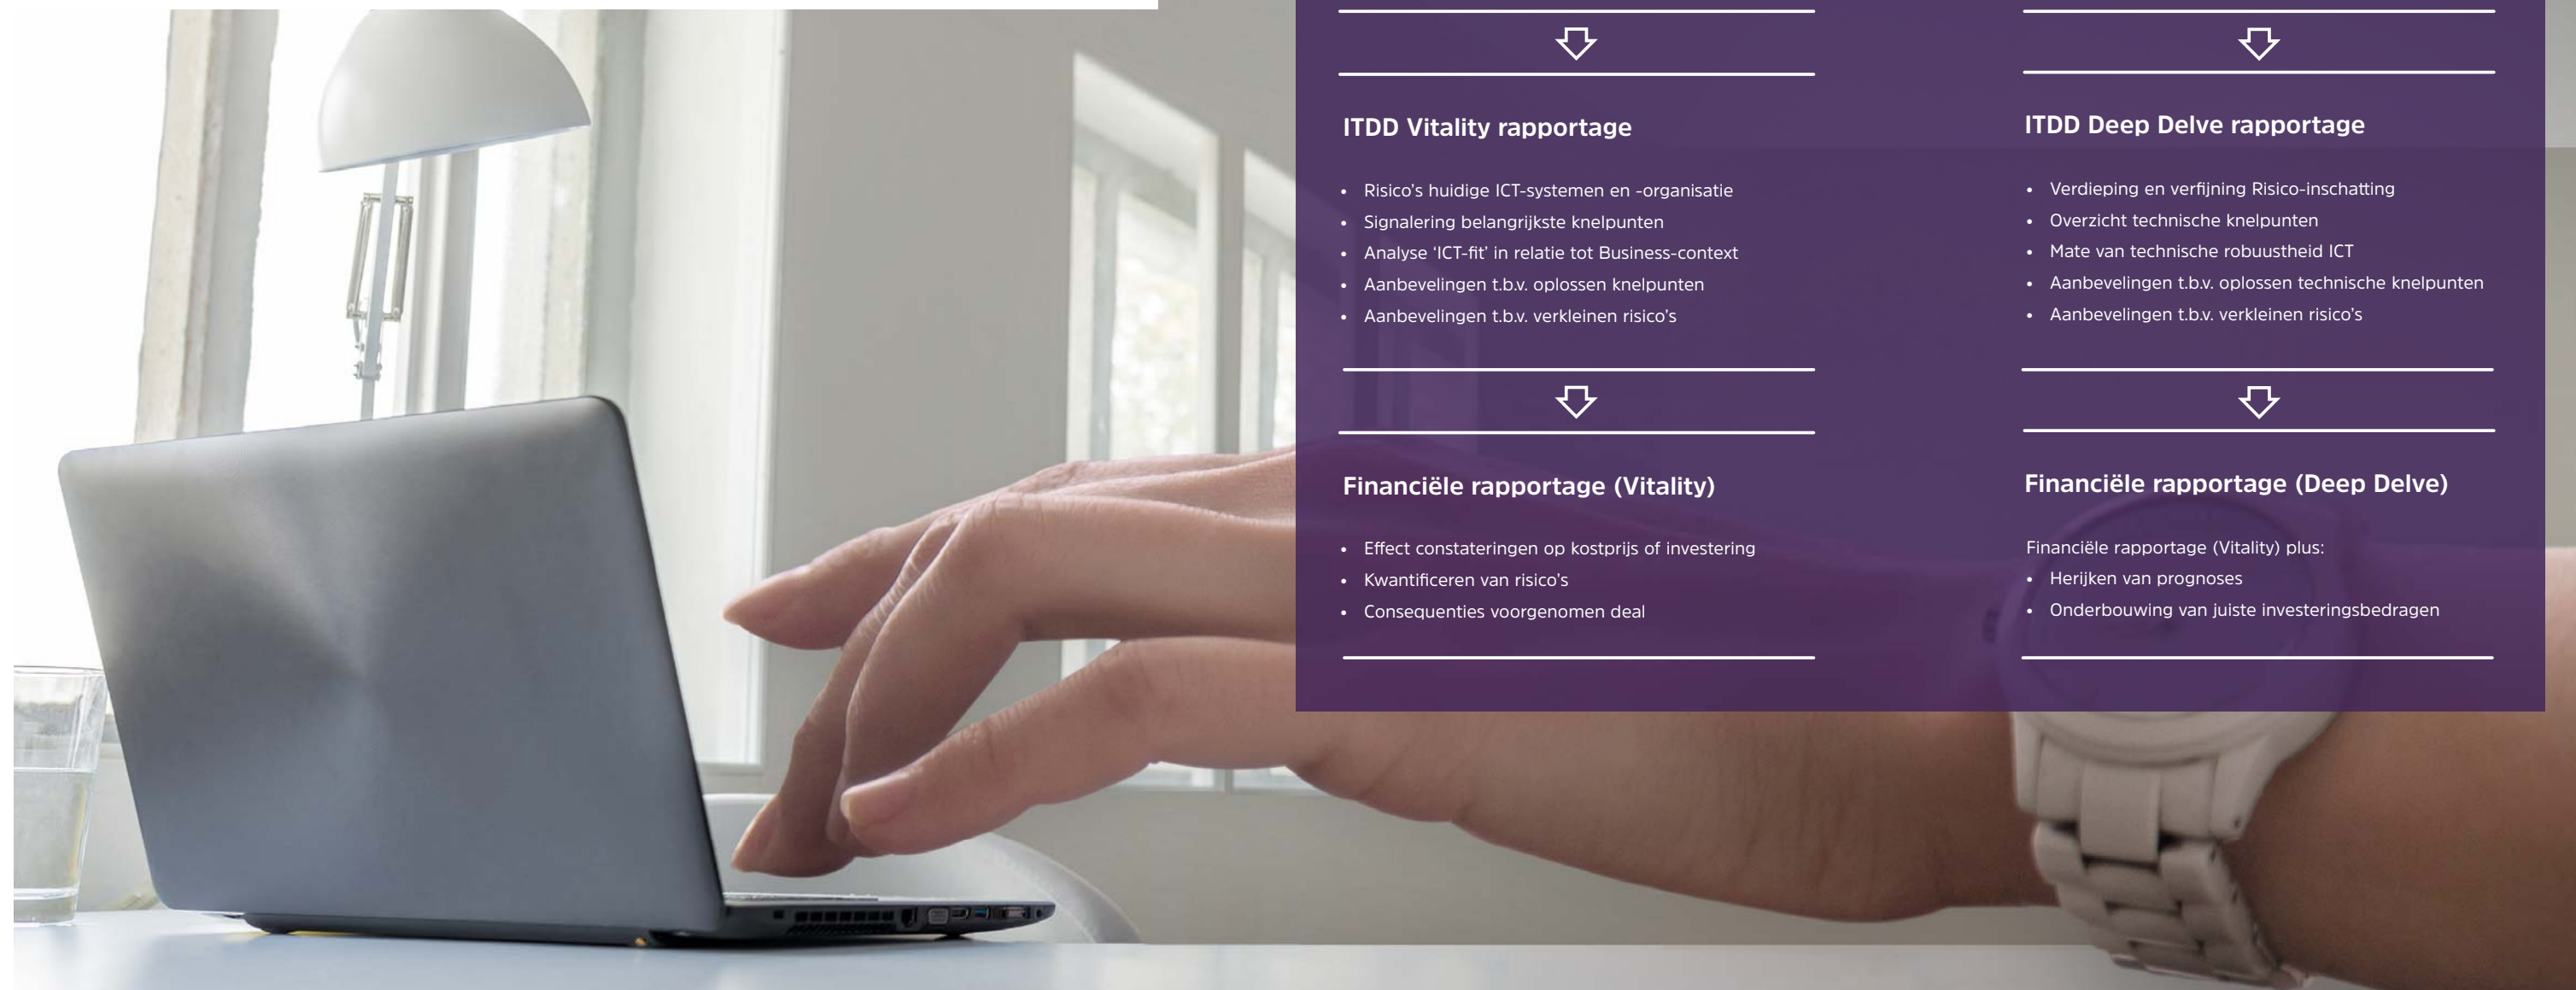 ITDD Vitality rapportage
• Risico's huidige ICT-systemen en -organisatie
• Signalering belangrijkste knelpunten
• Analyse ‘ICT-fit’ in relatie tot Business-context
• Aanbevelingen t.b.v. oplossen knelpunten
• Aanbevelingen t.b.v. verkleinen risico's
Financiële rapportage (Vitality)
• Effect constateringen op kostprijs of investering
• Kwantificeren van risico's
• Consequenties voorgenomen deal
ITDD Deep Delve rapportage
• Verdieping en verfijning Risico-inschatting
• Overzicht technische knelpunten
• Mate van technische robuustheid ICT
• Aanbevelingen t.b.v. oplossen technische knelpunten
• Aanbevelingen t.b.v. verkleinen risico's
Financiële rapportage (Deep Delve)
Financiële rapportage (Vitality) plus:
• Herijken van prognoses
• Onderbouwing van juiste investeringsbedragen